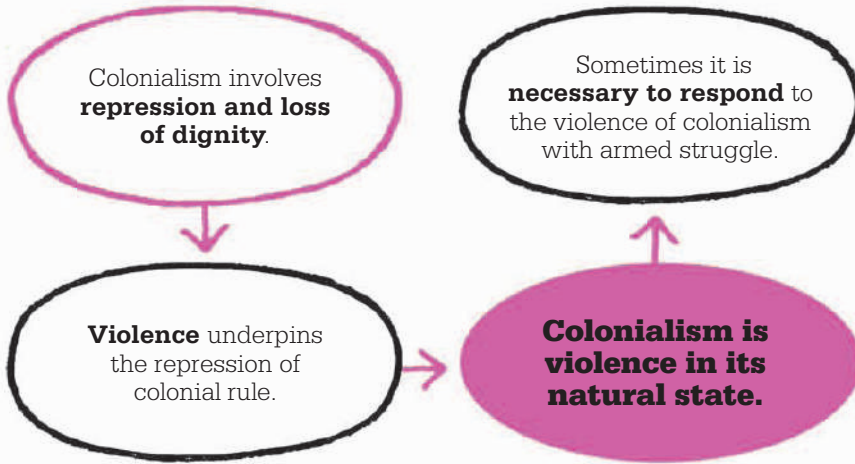 Colonialism involves
repression and loss
of dignity.
Violence underpins
the repression of
colonial rule.
Colonialism is
violence in its
natural state.
Sometimes it is
necessary to respond to
the violence of colonialism
with armed struggle.